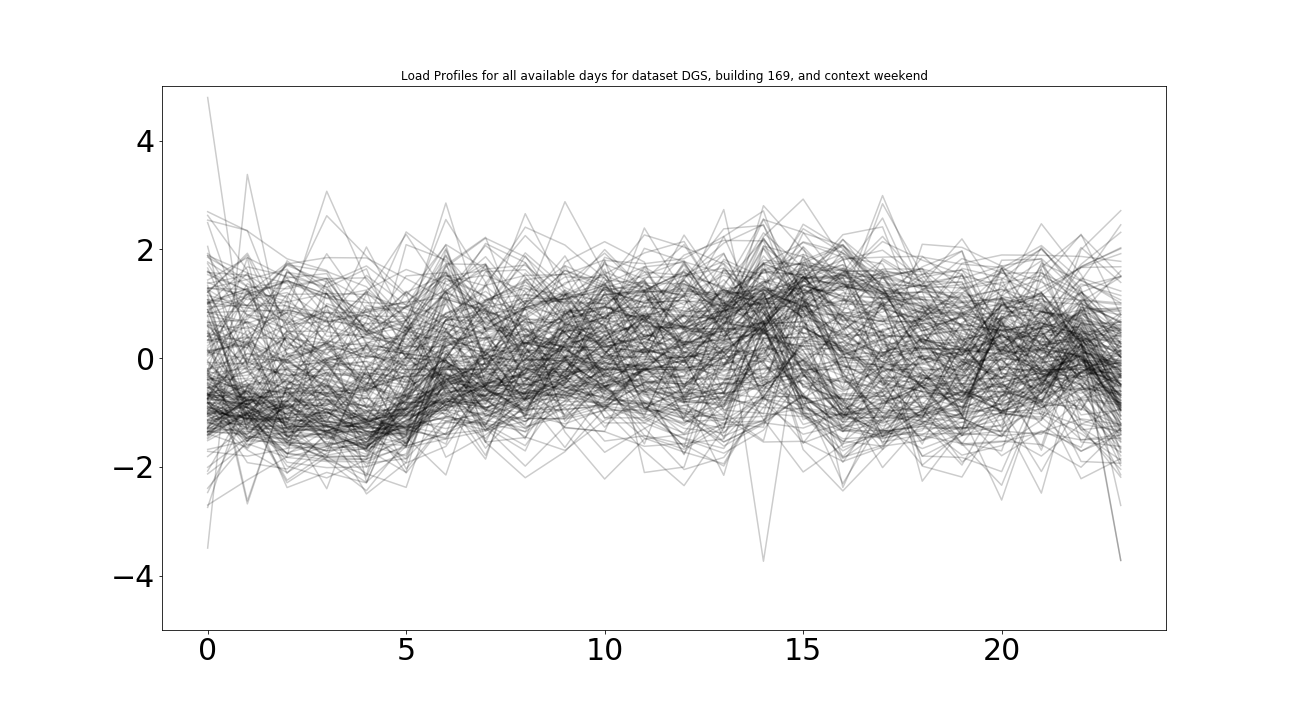 Load Profiles for all available days for dataset DGS, building 169, and context weekend
4
2
0
−2
−4
0 5 10 15 20